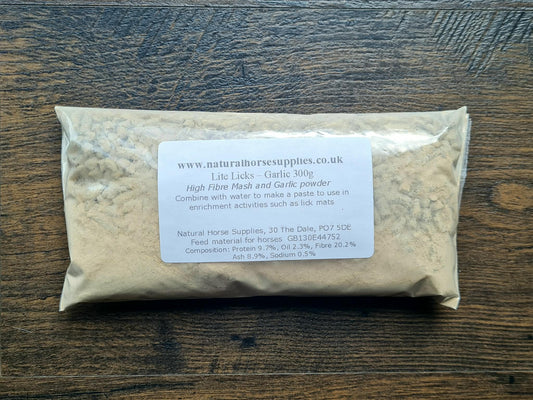 www.naturalhorsesupplies.co.uk
Lite Licks – Garlic 300g
High Fibre Mash and Garlic powder
Combine with water to make a paste to use in
enrichment activities such as lick mats
Natural Horse Supplies, 30 The Dale, PO7 5DE
Feed material for horses GB130E44752
Composition: Protein 9.7%, Oil 2.3%, Fibre 20.2%
Ash 8.9%, Sodium 0.5%